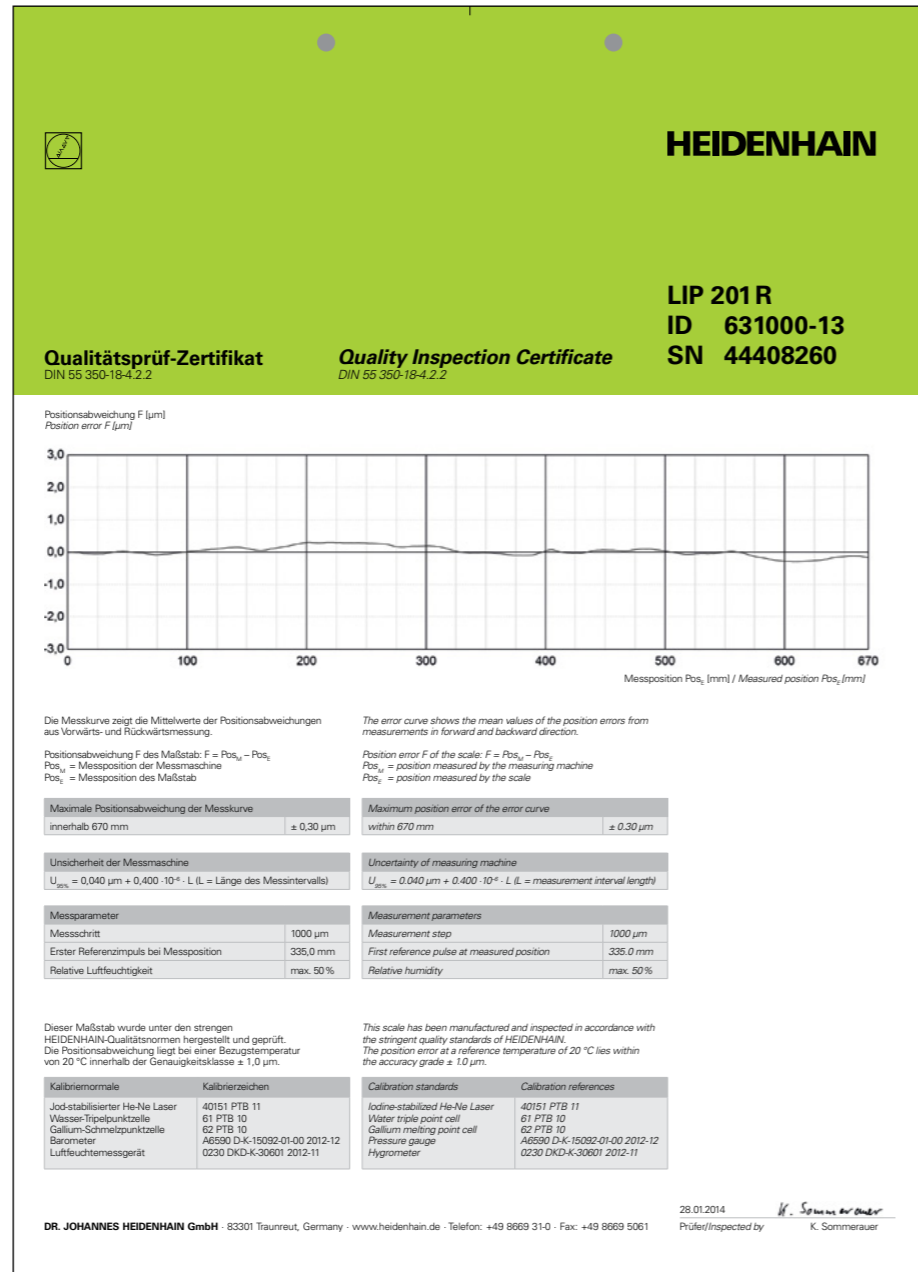 HEIDENHAIN
LIP 201 R
ID 631000-13
SN 44408260
Qualitätsprüf-Zertifikat
DIN 55 350-18-4.2.2
Quality Inspection Certificate
DIN 55 350-18-4.2.2
Positionsabweichung F [µm]
Position error F [µm]
3,0
2,0
1,0
0,0
-1,0
-2,0
-3,0
0 100 200 300 400 500 600 670
Messposition Pos_E [mm] / Measured position Pos_E [mm]
Die Messkurve zeigt die Mittelwerte der Positionsabweichungen
aus Vorwärts- und Rückwärtsmessung.
Positionsabweichung F des Maßstab: F = Pos_M – Pos_E
Pos_M = Messposition der Messmaschine
Pos_E = Messposition des Maßstab
The error curve shows the mean values of the position errors from
measurements in forward and backward direction.
Position error F of the scale: F = Pos_M – Pos_E
Pos_M = position measured by the measuring machine
Pos_E = position measured by the scale
Maximale Positionsabweichung der Messkurve
innerhalb 670 mm ± 0,30 µm
Maximum position error of the error curve
within 670 mm ± 0.30 µm
Unsicherheit der Messmaschine
U95% = 0,040 µm + 0,400 ·10⁻⁶ · L (L = Länge des Messintervalls)
Uncertainty of measuring machine
U95% = 0.040 µm + 0.400 ·10⁻⁶ · L (L = measurement interval length)
Messparameter
Messschritt 1000 µm
Erster Referenzimpuls bei Messposition 335,0 mm
Relative Luftfeuchtigkeit max. 50 %
Measurement parameters
Measurement step 1000 µm
First reference pulse at measured position 335.0 mm
Relative humidity max. 50 %
Dieser Maßstab wurde unter den strengen
HEIDENHAIN-Qualitätsnormen hergestellt und geprüft.
Die Positionsabweichung liegt bei einer Bezugstemperatur
von 20 °C innerhalb der Genauigkeitsklasse ± 1,0 µm.
This scale has been manufactured and inspected in accordance with
the stringent quality standards of HEIDENHAIN.
The position error at a reference temperature of 20 °C lies within
the accuracy grade ± 1.0 µm.
Kalibriernormale Kalibrierzeichen
Jod-stabilisierter He-Ne Laser 40151 PTB 11
Wasser-Tripelpunktzelle 61 PTB 10
Gallium-Schmelzpunktzelle 62 PTB 10
Barometer A6590 D-K-15092-01-00 2012-12
Luftfeuchtemessgerät 0230 DKD-K-30601 2012-11
Calibration standards Calibration references
Iodine-stabilized He-Ne Laser 40151 PTB 11
Water triple point cell 61 PTB 10
Gallium melting point cell 62 PTB 10
Pressure gauge A6590 D-K-15092-01-00 2012-12
Hygrometer 0230 DKD-K-30601 2012-11
DR. JOHANNES HEIDENHAIN GmbH · 83301 Traunreut, Germany · www.heidenhain.de · Telefon: +49 8669 31-0 · Fax: +49 8669 5061
28.01.2014 K. Sommerauer
Prüfer/Inspected by K. Sommerauer